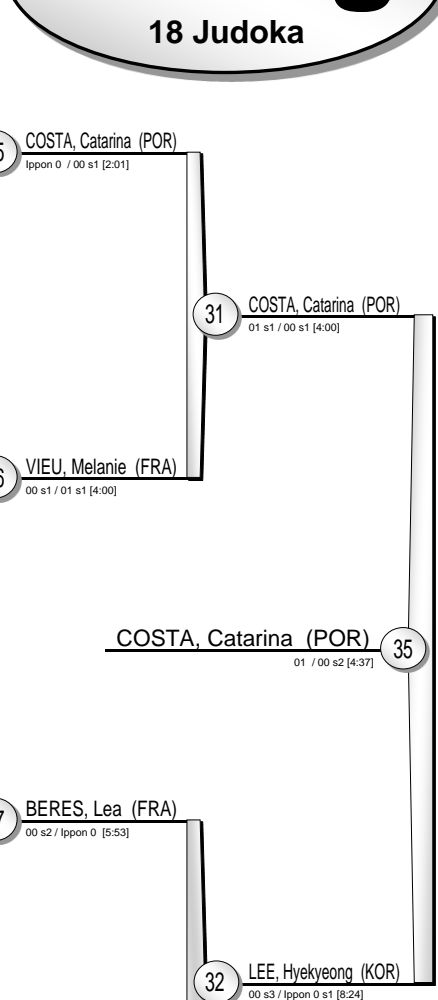 18 Judoka
COSTA, Catarina (POR)
Ippon 0 / 00 s1 [2:01]
31
COSTA, Catarina (POR)
01 s1 / 00 s1 [4:00]
VIEU, Melanie (FRA)
00 s1 / 01 s1 [4:00]
COSTA, Catarina (POR)
35
01 / 00 s2 [4:37]
BERES, Lea (FRA)
00 s2 / Ippon 0 [5:53]
32
LEE, Hyekyeong (KOR)
00 s3 / Ippon 0 s1 [8:24]